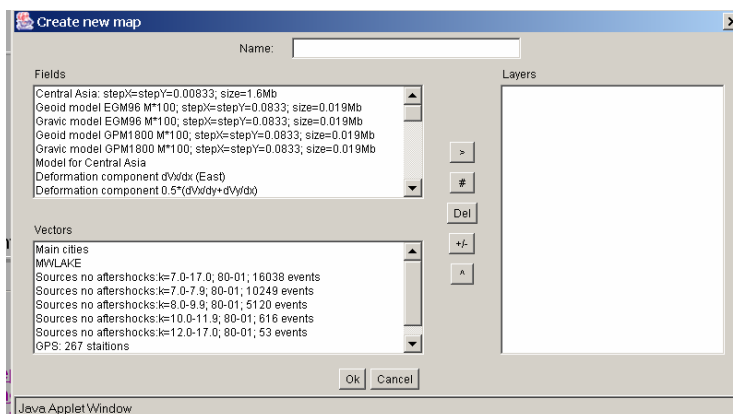 Create new map
Name:
Fields
Layers
Central Asia: stepX=stepY=0.00833; size=1.6Mb
Geoid model EGM96 M*100; stepX=stepY=0.0833; size=0.019Mb
Gravic model EGM96 M*100; stepX=stepY=0.0833; size=0.019Mb
Geoid model GPM1800 M*100; stepX=stepY=0.0833; size=0.019Mb
Gravic model GPM1800 M*100; stepX=stepY=0.0833; size=0.019Mb
Model for Central Asia
Deformation component dVx/dx (East)
Deformation component 0.5*(dVx/dy+dVy/dx)
>
#
Del
+/-
^
Vectors
Main cities
MWLAKE
Sources no aftershocks:k=7.0-17.0; 80-01; 16038 events
Sources no aftershocks:k=7.0-7.9; 80-01; 10249 events
Sources no aftershocks:k=8.0-9.9; 80-01; 5120 events
Sources no aftershocks:k=10.0-11.9; 80-01; 616 events
Sources no aftershocks:k=12.0-17.0; 80-01; 53 events
GPS: 267 staitions
Ok Cancel
Java Applet Window